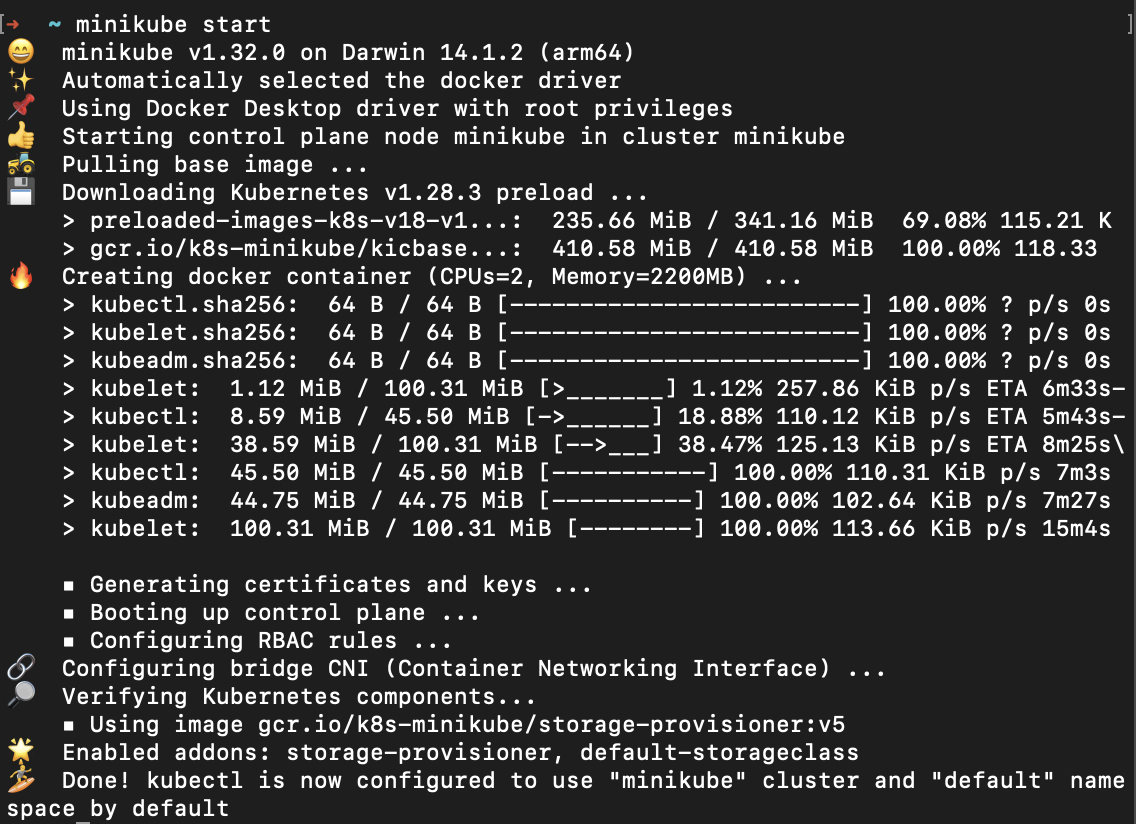 [➜  ~ minikube start ]
😄  minikube v1.32.0 on Darwin 14.1.2 (arm64)
✨  Automatically selected the docker driver
📌  Using Docker Desktop driver with root privileges
👍  Starting control plane node minikube in cluster minikube
🚜  Pulling base image ...
💾  Downloading Kubernetes v1.28.3 preload ...
    > preloaded-images-k8s-v18-v1...:  235.66 MiB / 341.16 MiB  69.08% 115.21 K
    > gcr.io/k8s-minikube/kicbase...:  410.58 MiB / 410.58 MiB  100.00% 118.33
🔥  Creating docker container (CPUs=2, Memory=2200MB) ...
    > kubectl.sha256:  64 B / 64 B [-------------------------] 100.00% ? p/s 0s
    > kubelet.sha256:  64 B / 64 B [-------------------------] 100.00% ? p/s 0s
    > kubeadm.sha256:  64 B / 64 B [-------------------------] 100.00% ? p/s 0s
    > kubelet:  1.12 MiB / 100.31 MiB [>_______] 1.12% 257.86 KiB p/s ETA 6m33s-
    > kubectl:  8.59 MiB / 45.50 MiB [->______] 18.88% 110.12 KiB p/s ETA 5m43s-
    > kubelet:  38.59 MiB / 100.31 MiB [-->___] 38.47% 125.13 KiB p/s ETA 8m25s\
    > kubectl:  45.50 MiB / 45.50 MiB [-----------] 100.00% 110.31 KiB p/s 7m3s
    > kubeadm:  44.75 MiB / 44.75 MiB [----------] 100.00% 102.64 KiB p/s 7m27s
    > kubelet:  100.31 MiB / 100.31 MiB [--------] 100.00% 113.66 KiB p/s 15m4s
    ▪ Generating certificates and keys ...
    ▪ Booting up control plane ...
    ▪ Configuring RBAC rules ...
🔗  Configuring bridge CNI (Container Networking Interface) ...
🔎  Verifying Kubernetes components...
    ▪ Using image gcr.io/k8s-minikube/storage-provisioner:v5
🌟  Enabled addons: storage-provisioner, default-storageclass
🏄  Done! kubectl is now configured to use "minikube" cluster and "default" name
space by default